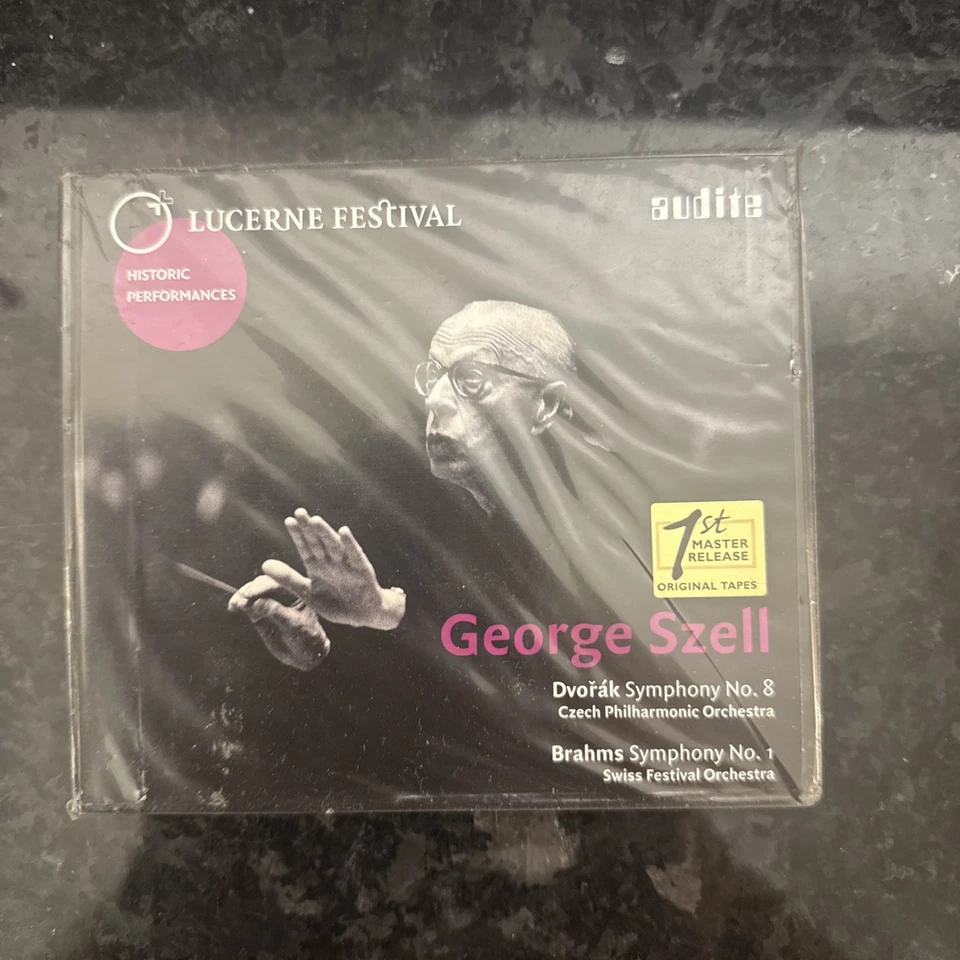 LUCERNE FESTIVAL
audite
HISTORIC
PERFORMANCES
1st
MASTER
RELEASE
ORIGINAL TAPES
George Szell
Dvořák Symphony No. 8
Czech Philharmonic Orchestra
Brahms Symphony No. 1
Swiss Festival Orchestra